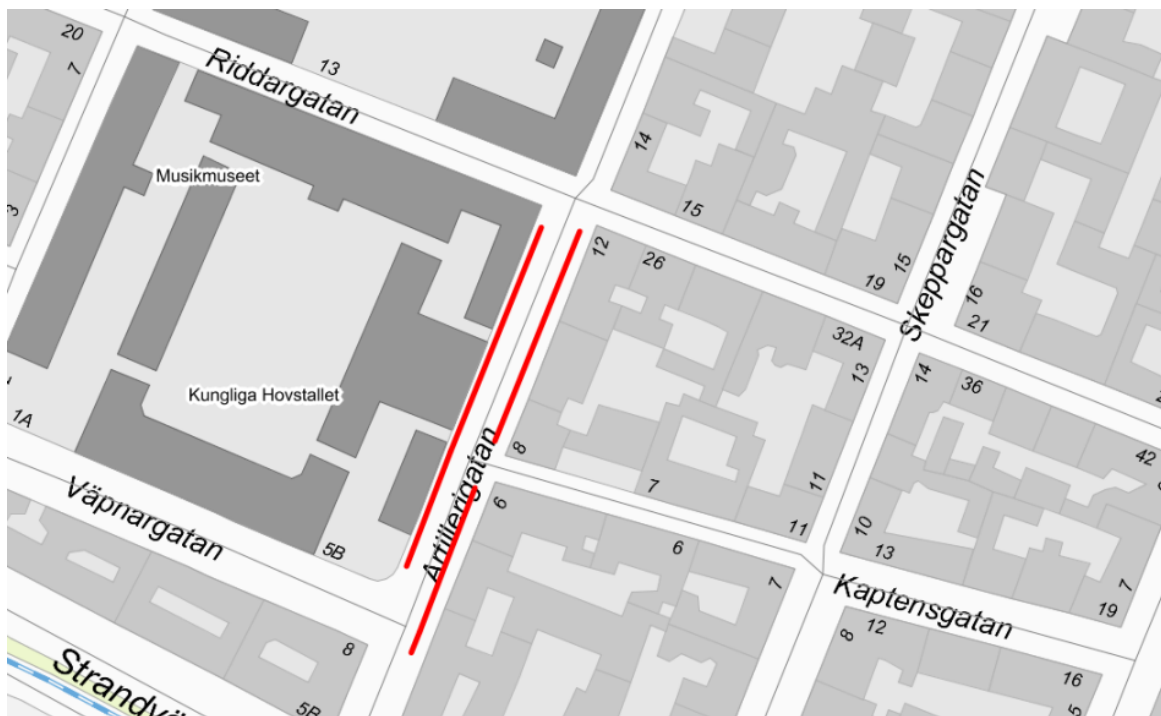 20
7
13
Riddargatan
14
Musikmuseet
15
3
12
26
19
15
Skeppargatan
16
21
32A
13
14
36
Kungliga Hovstallet
1A
8
42
Artillerigatan
7
11
Väpnargatan
6
11
10
5B
6
13
7
7
19
Kaptensgatan
12
8
8
16
Strandvä
5B
5